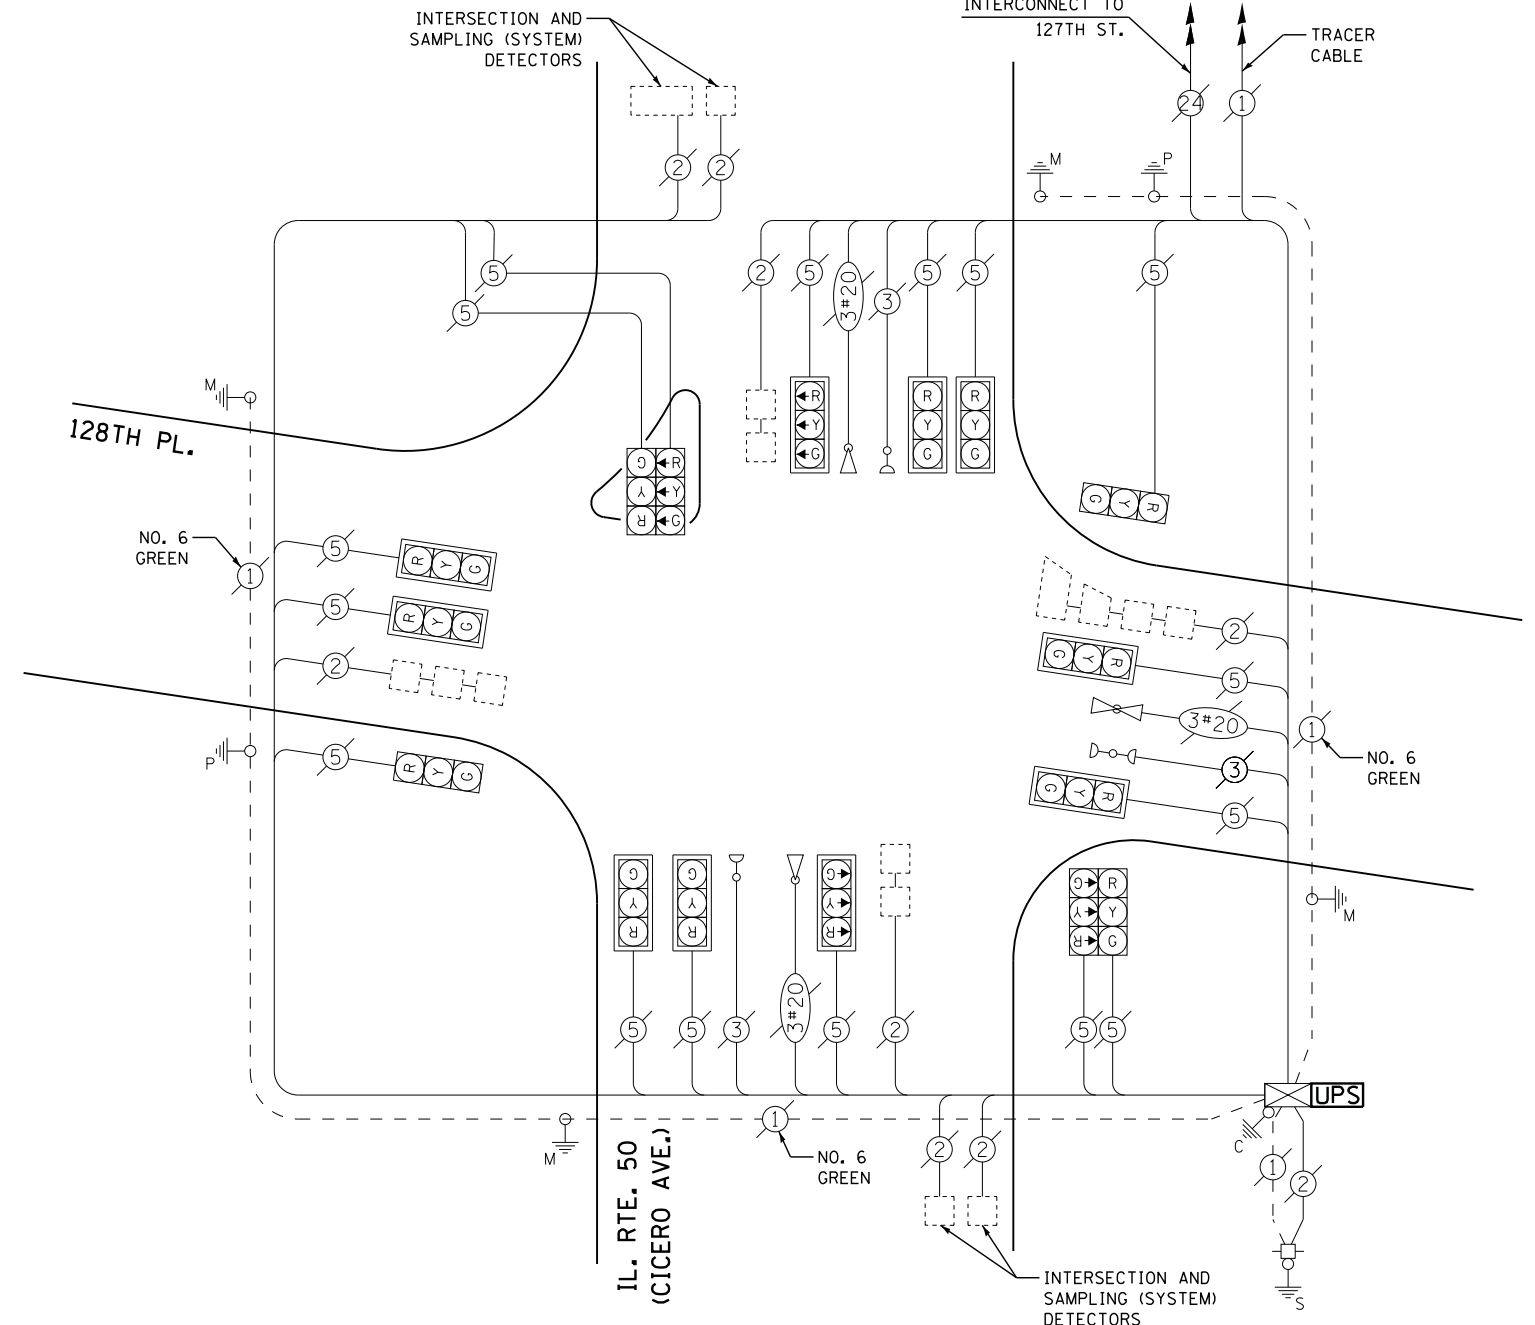 INTERSECTION AND
SAMPLING (SYSTEM)
DETECTORS
INTERCONNECT TO
127TH ST.
TRACER
CABLE
24
1
2
2
M
P
5
5
2
5
3#20
3
5
5
5
M
128TH PL.
R
Y
G
R
Y
G
R
Y
G
G
Y
R
R
Y
G
R
Y
G
NO. 6
GREEN
1
5
R Y G
5
R Y G
2
2
R Y G
5
3#20
1
NO. 6
GREEN
3
R Y G
5
P
5
R Y G
M
G
Y
R
G
Y
R
G
Y
R
G
Y
R
R
Y
G
5
5
3
3#20
5
2
5
5
UPS
M
1
NO. 6
GREEN
IL. RTE. 50
(CICERO AVE.)
2
2
C
1
2
S
INTERSECTION AND
SAMPLING (SYSTEM)
DETECTORS